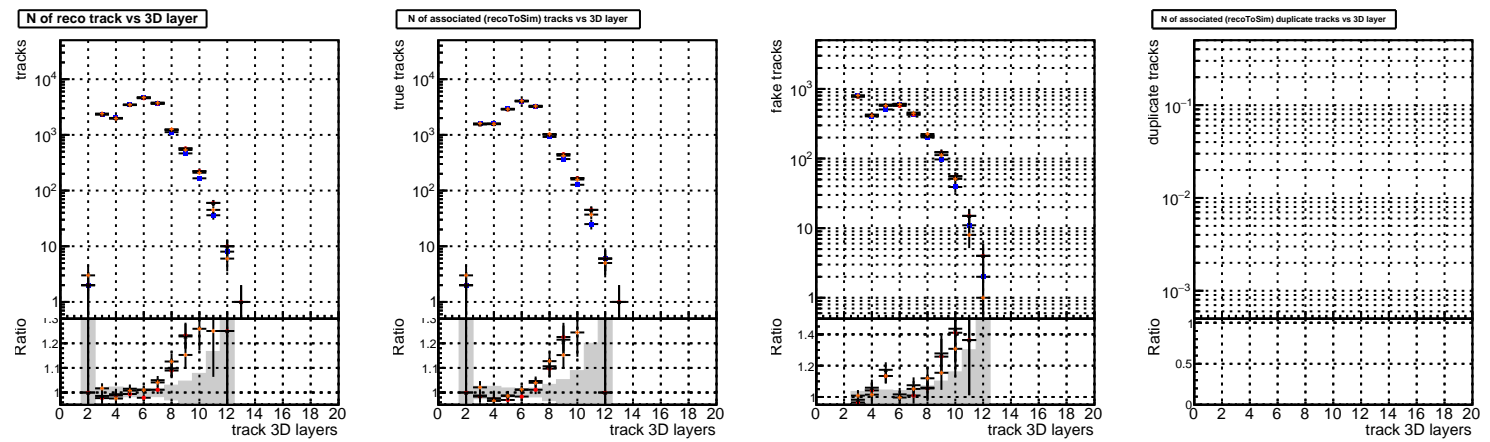 N of reco track vs 3D layer
tracks
10⁴
10³
10²
10
1
Ratio
1.3
1.2
1.1
1
0 2 4 6 8 10 12 14 16 18 20
track 3D layers
N of associated (recoToSim) tracks vs 3D layer
true tracks
10⁴
10³
10²
10
1
Ratio
1.3
1.2
1.1
1
0 2 4 6 8 10 12 14 16 18 20
track 3D layers
fake tracks
10³
10²
10
1
Ratio
1.4
1.2
1
0 2 4 6 8 10 12 14 16 18 20
track 3D layers
N of associated (recoToSim) duplicate tracks vs 3D layer
duplicate tracks
10⁻¹
10⁻²
10⁻³
Ratio
1
0.5
0
0 2 4 6 8 10 12 14 16 18 20
track 3D layers